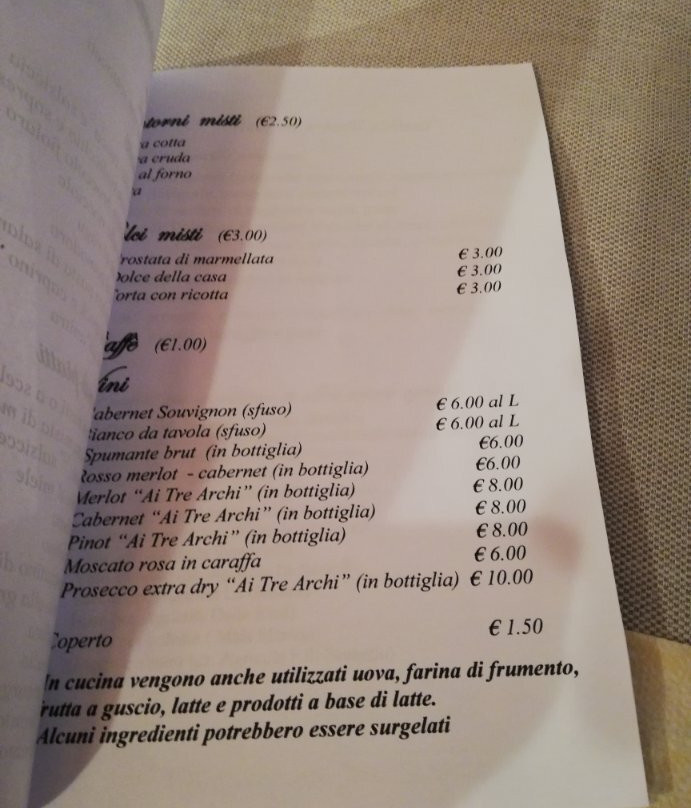 misti (€2.50)
cotta
cruda
al forno
misti (€3.00)
rostata di marmellata € 3.00
Dolce della casa € 3.00
Torta con ricotta € 3.00
affè (€1.00)
Vini
Cabernet Souvignon (sfuso) € 6.00 al L
Bianco da tavola (sfuso) € 6.00 al L
Spumante brut (in bottiglia) €6.00
Rosso merlot - cabernet (in bottiglia) €6.00
Merlot “Ai Tre Archi” (in bottiglia) € 8.00
Cabernet “Ai Tre Archi” (in bottiglia) € 8.00
Pinot “Ai Tre Archi” (in bottiglia) € 8.00
Moscato rosa in caraffa € 6.00
Prosecco extra dry “Ai Tre Archi” (in bottiglia) € 10.00
Coperto € 1.50
In cucina vengono anche utilizzati uova, farina di frumento,
frutta a guscio, latte e prodotti a base di latte.
Alcuni ingredienti potrebbero essere surgelati